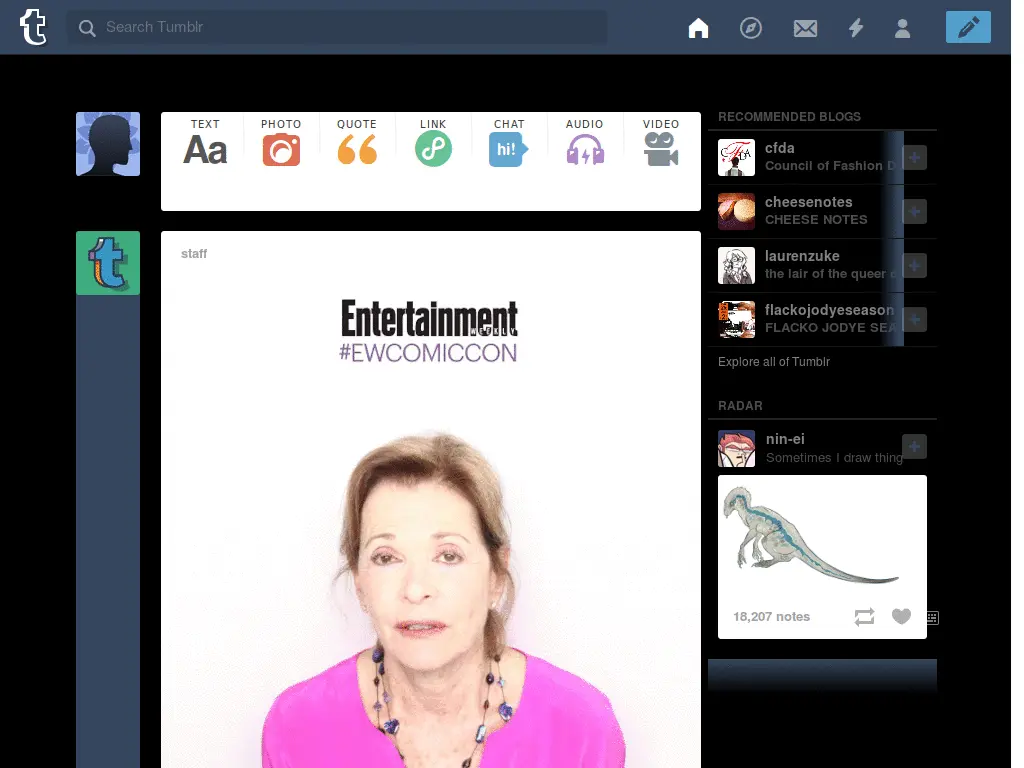 Search Tumblr
TEXT PHOTO QUOTE LINK CHAT AUDIO VIDEO
Aa
hi!
staff
Entertainment
WEEKLY
#EWCOMICCON
RECOMMENDED BLOGS
cfda
Council of Fashion D
cheesenotes
CHEESE NOTES
laurenzuke
the lair of the queer
flackojodyeseason
FLACKO JODYE SEA
Explore all of Tumblr
RADAR
nin-ei
Sometimes I draw thing
18,207 notes